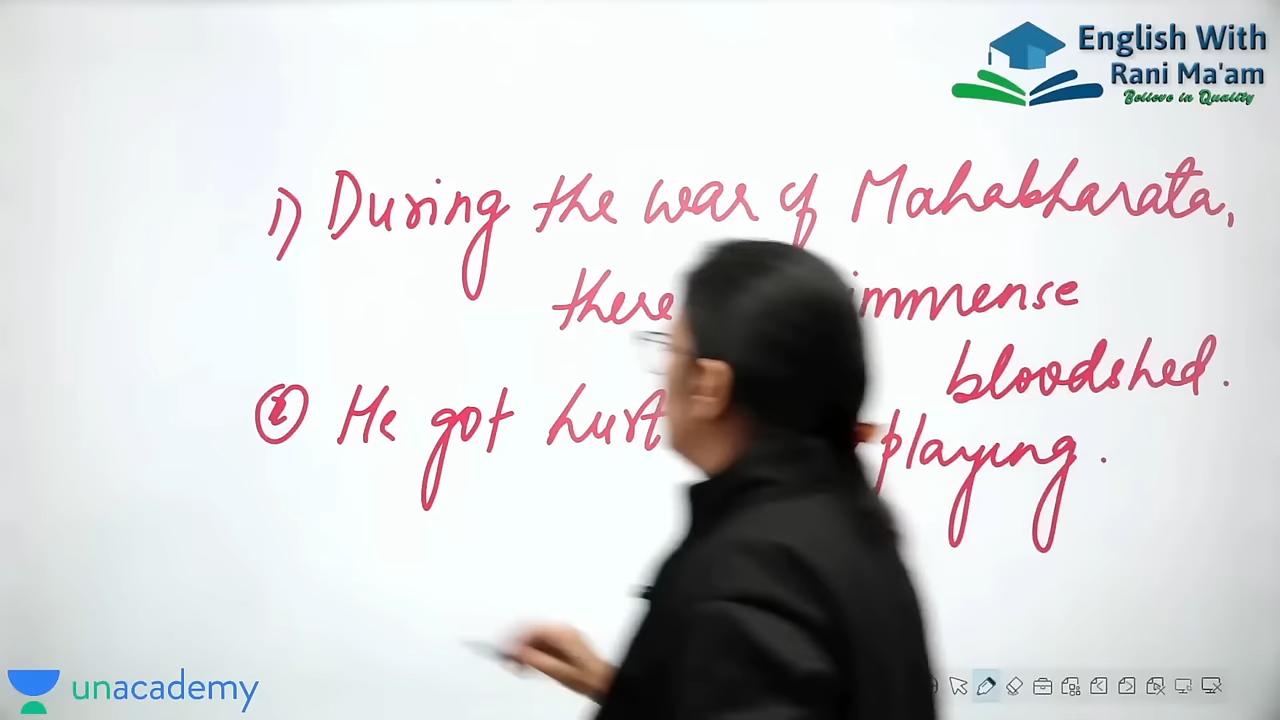 English With
Rani Ma'am
Believe in Quality
1) During the war of Mahabharata,
there immense
bloodshed.
② He got hurt playing.
unacademy